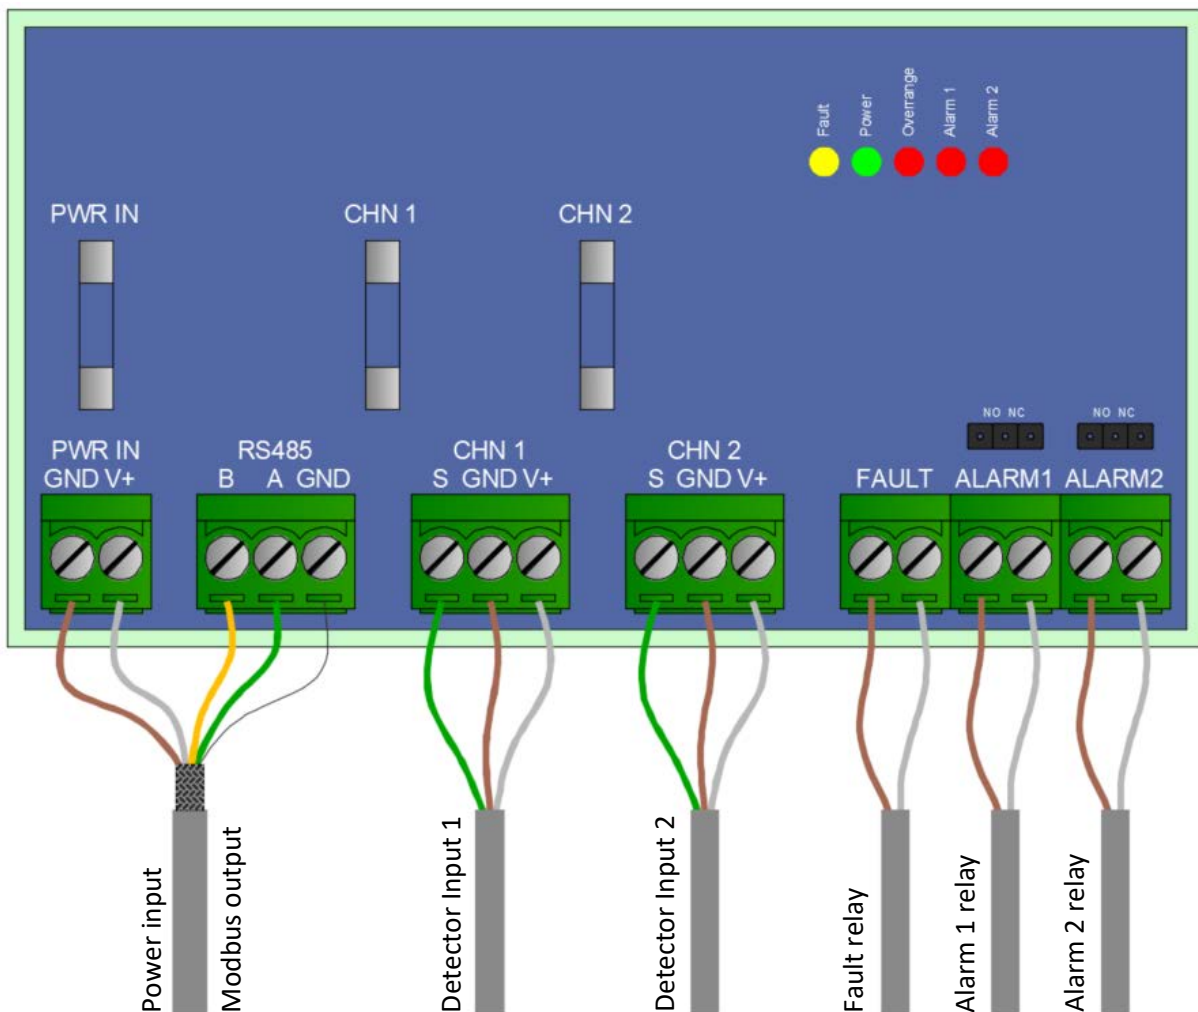 Fault
Power
Overrange
Alarm 1
Alarm 2
PWR IN
CHN 1
CHN 2
NO NC
NO NC
PWR IN
GND V+
RS485
B A GND
CHN 1
S GND V+
CHN 2
S GND V+
FAULT
ALARM1
ALARM2
Power input
Modbus output
Detector Input 1
Detector Input 2
Fault relay
Alarm 1 relay
Alarm 2 relay